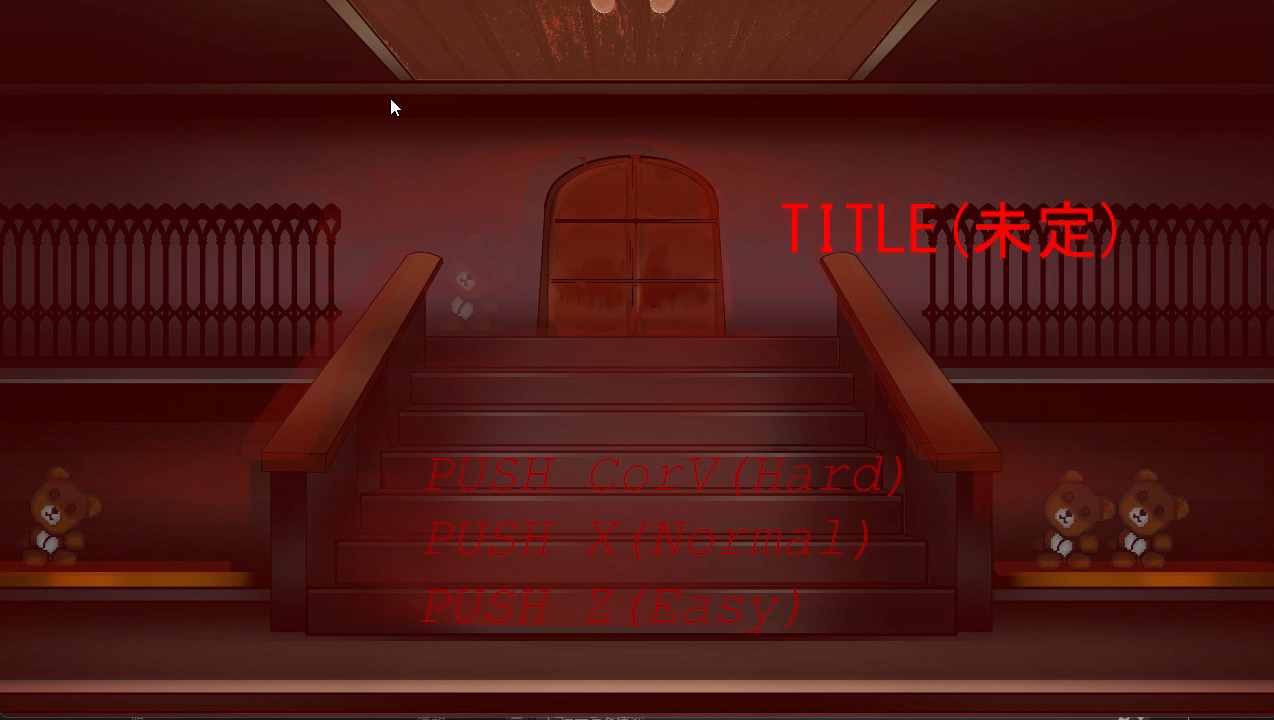 TITLE(未定)
PUSH CorV(Hard)
PUSH X(Normal)
PUSH Z(Easy)